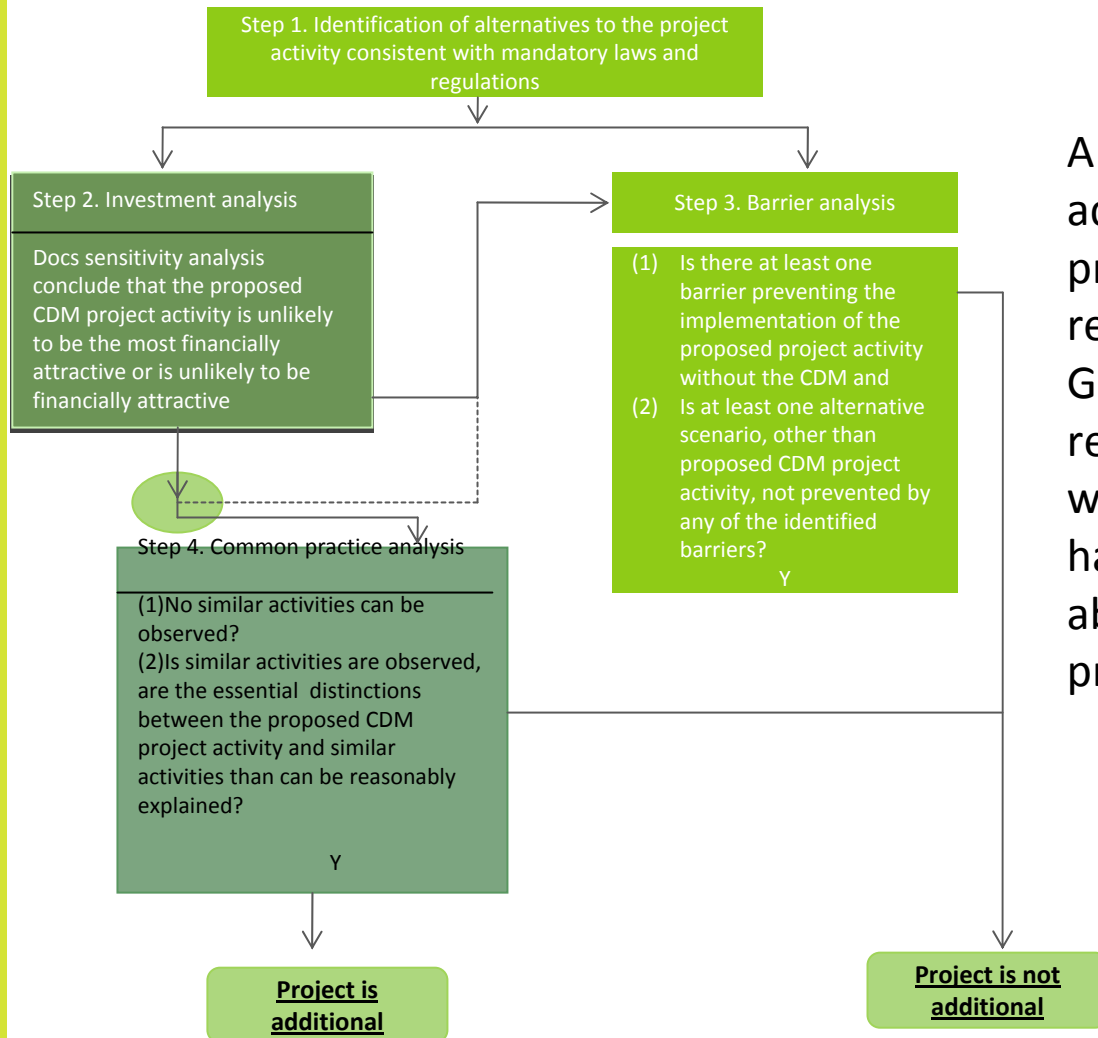 Step 1. Identification of alternatives to the project
activity consistent with mandatory laws and
regulations
Step 2. Investment analysis
Docs sensitivity analysis
conclude that the proposed
CDM project activity is unlikely
to be the most financially
attractive or is unlikely to be
financially attractive
Step 3. Barrier analysis
(1) Is there at least one
barrier preventing the
implementation of the
proposed project activity
without the CDM and
(2) Is at least one alternative
scenario, other than
proposed CDM project
activity, not prevented by
any of the identified
barriers?
Y
Step 4. Common practice analysis
(1)No similar activities can be
observed?
(2)Is similar activities are observed,
are the essential distinctions
between the proposed CDM
project activity and similar
activities than can be reasonably
explained?
Y
Project is
additional
Project is not
additional